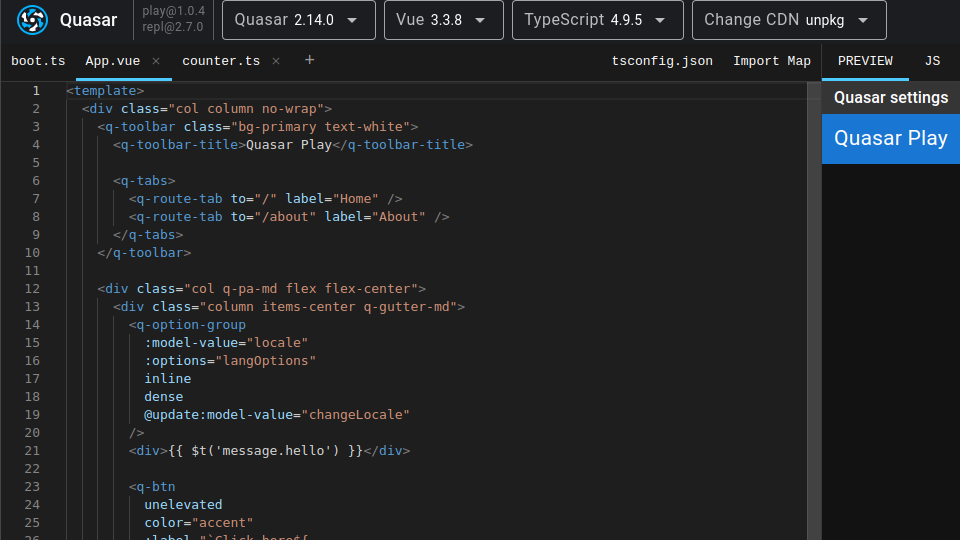 Quasar play@1.0.4 Quasar 2.14.0 Vue 3.3.8 TypeScript 4.9.5 Change CDN unpkg
repl@2.7.0
boot.ts App.vue × counter.ts × + tsconfig.json Import Map PREVIEW JS
Quasar settings
Quasar Play
1 <template>
2 <div class="col column no-wrap">
3 <q-toolbar class="bg-primary text-white">
4 <q-toolbar-title>Quasar Play</q-toolbar-title>
5
6 <q-tabs>
7 <q-route-tab to="/" label="Home" />
8 <q-route-tab to="/about" label="About" />
9 </q-tabs>
10 </q-toolbar>
11
12 <div class="col q-pa-md flex flex-center">
13 <div class="column items-center q-gutter-md">
14 <q-option-group
15 :model-value="locale"
16 :options="langOptions"
17 inline
18 dense
19 @update:model-value="changeLocale"
20 />
21 <div>{{ $t('message.hello') }}</div>
22
23 <q-btn
24 unelevated
25 color="accent"
26 :label="`Click here${